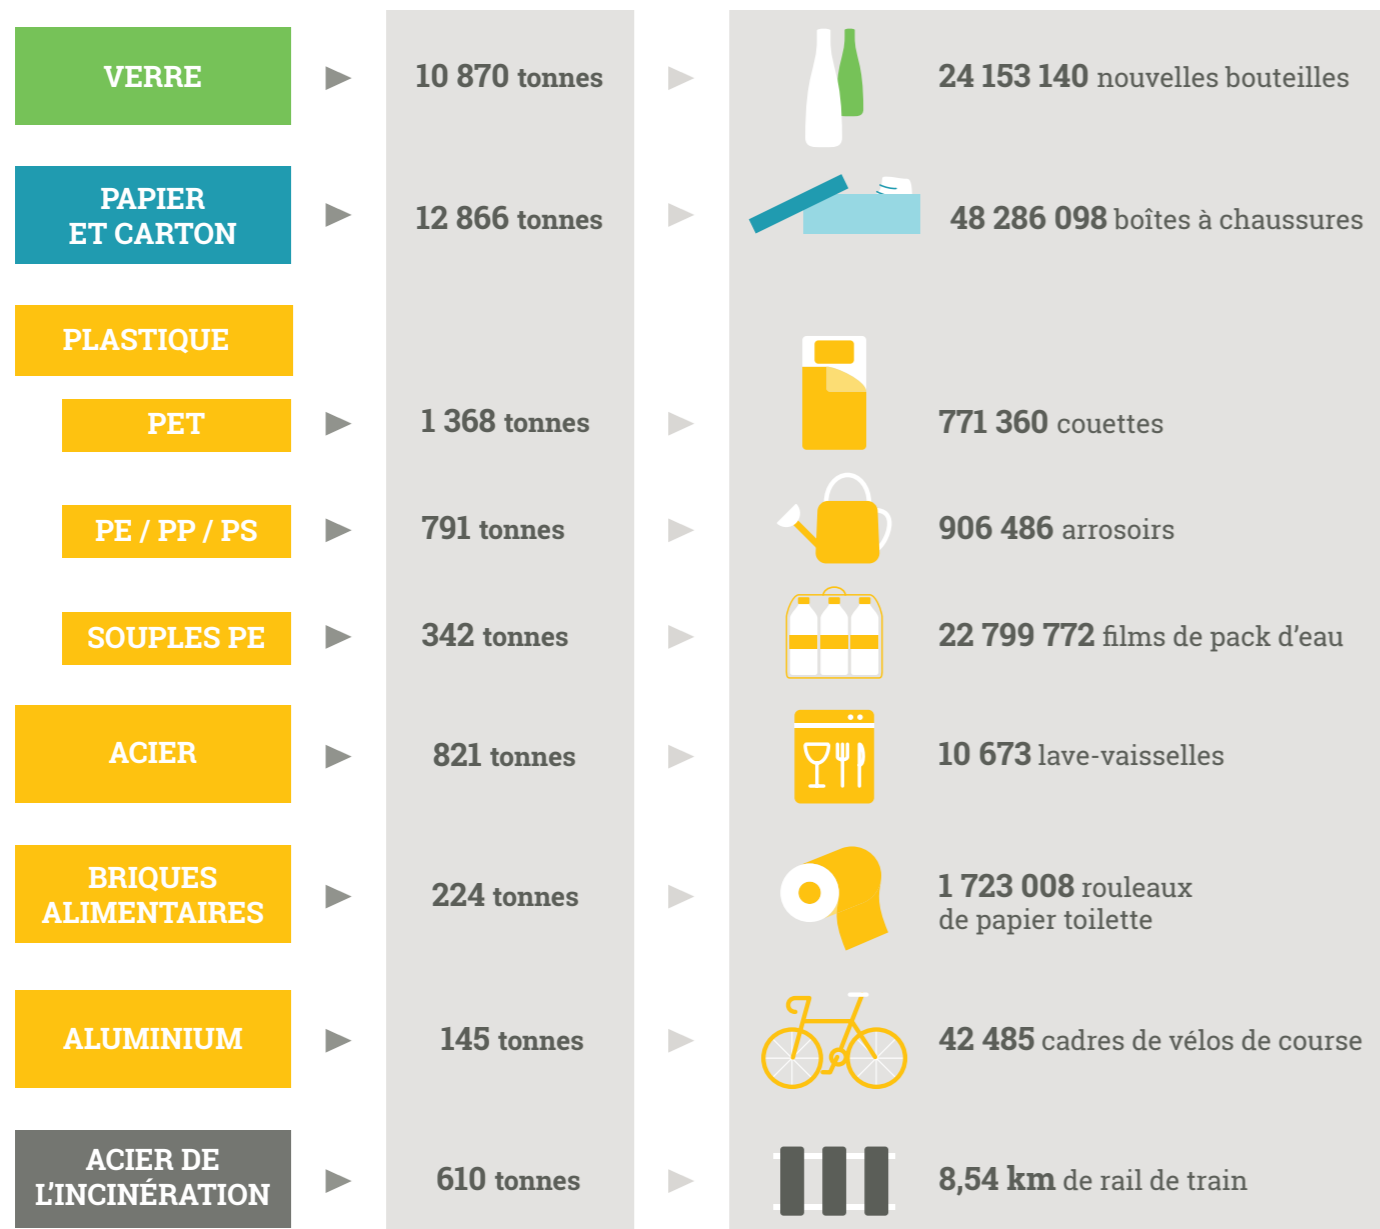 VERRE
10 870 tonnes
24 153 140 nouvelles bouteilles
PAPIER
ET CARTON
12 866 tonnes
48 286 098 boîtes à chaussures
PLASTIQUE
PET
1 368 tonnes
771 360 couettes
PE / PP / PS
791 tonnes
906 486 arrosoirs
SOUPLES PE
342 tonnes
22 799 772 films de pack d’eau
ACIER
821 tonnes
10 673 lave-vaisselles
BRIQUES
ALIMENTAIRES
224 tonnes
1 723 008 rouleaux
de papier toilette
ALUMINIUM
145 tonnes
42 485 cadres de vélos de course
ACIER DE
L’INCINÉRATION
610 tonnes
8,54 km de rail de train